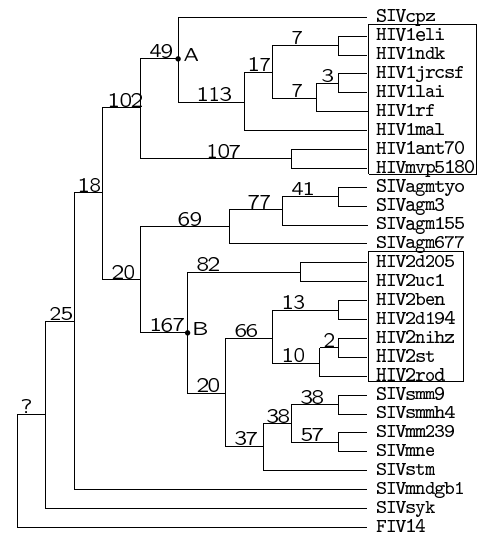 SIVcpz
49 A
7 HIV1eli
HIV1ndk
17
3 HIV1jrcsf
113 7 HIV1lai
102 HIV1rf
HIV1mal
107 HIV1ant70
HIVmvp5180
18 41 SIVagmtyo
77 SIVagm3
69 SIVagm155
SIVagm677
20 82 HIV2d205
HIV2uc1
13 HIV2ben
25 HIV2d194
167 B 66 2 HIV2nihz
10 HIV2st
HIV2rod
20 38 SIVsmm9
? 38 SIVsmmh4
37 57 SIVmm239
SIVmne
SIVstm
SIVmndgb1
SIVsyk
FIV14